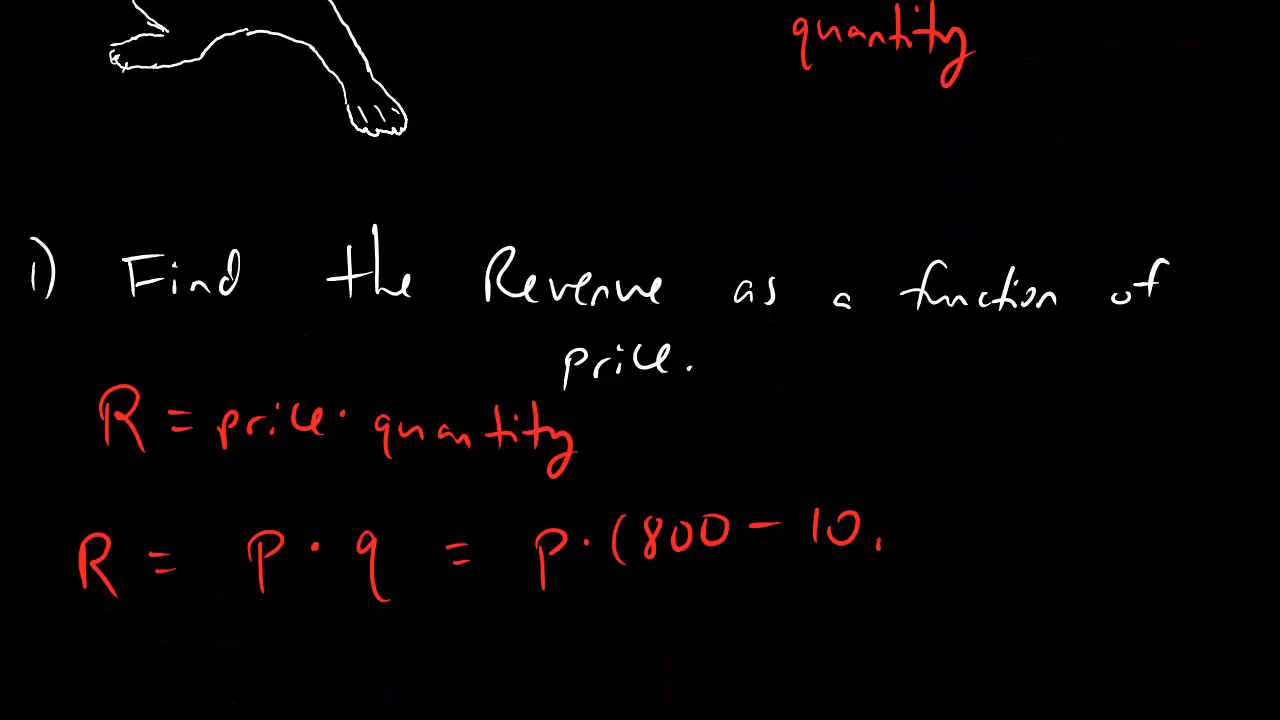 quantity
1) Find the Revenue as a function of
price.
R = price · quantity
R = p · q = p · (800 - 10